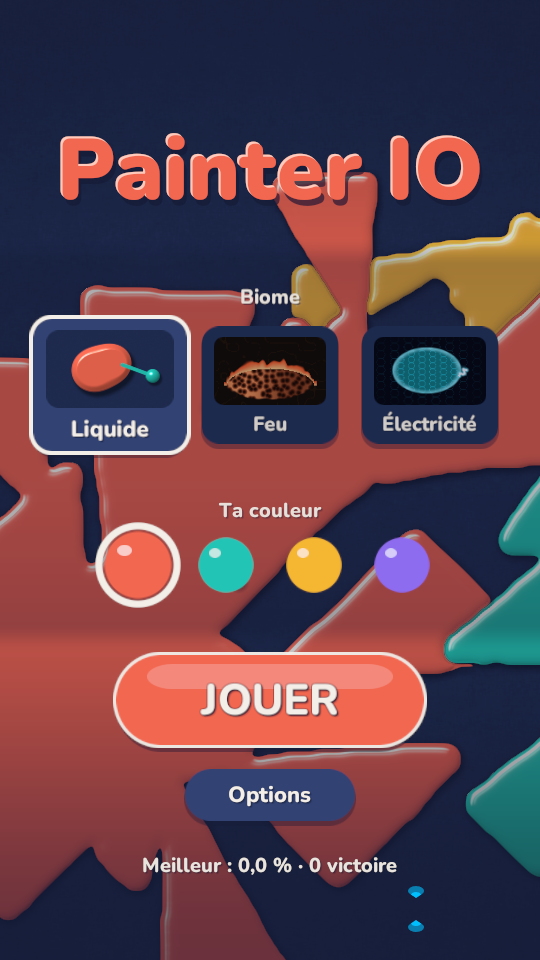 Painter IO
Biome
Liquide
Feu
Électricité
Ta couleur
JOUER
Options
Meilleur : 0,0 % · 0 victoire